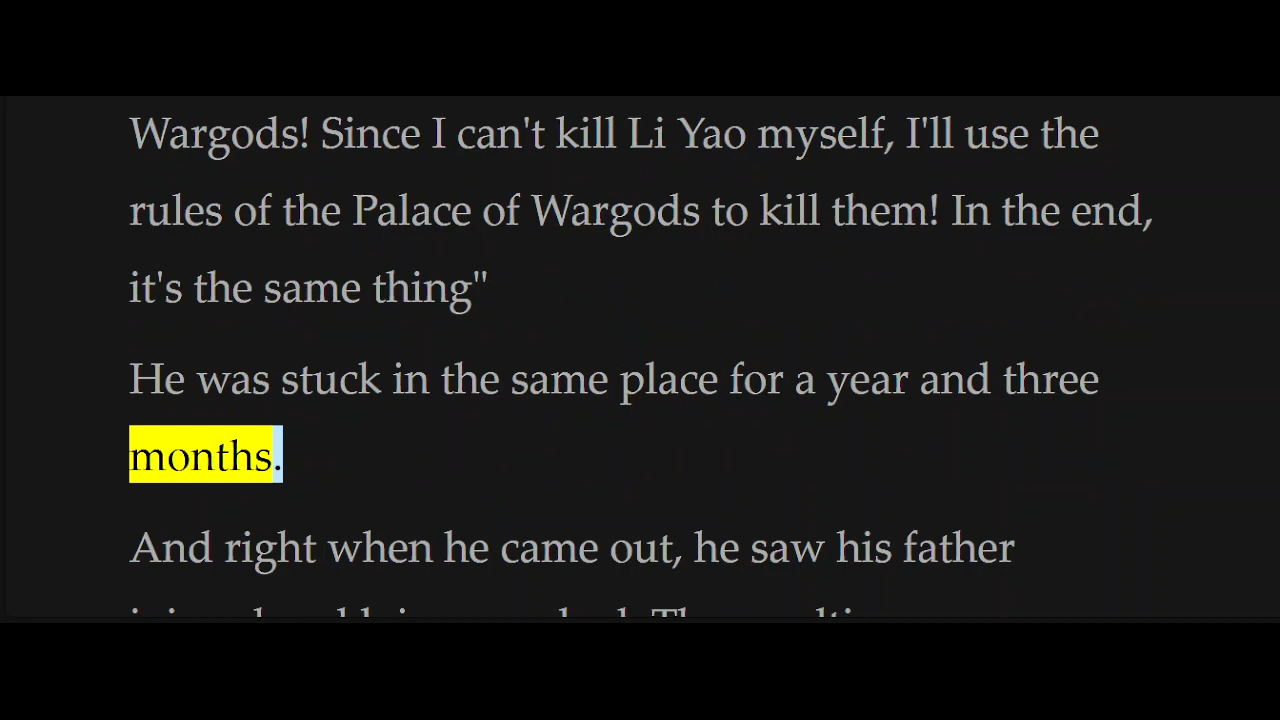 Wargods! Since I can't kill Li Yao myself, I'll use the
rules of the Palace of Wargods to kill them! In the end,
it's the same thing"
He was stuck in the same place for a year and three
months.
And right when he came out, he saw his father